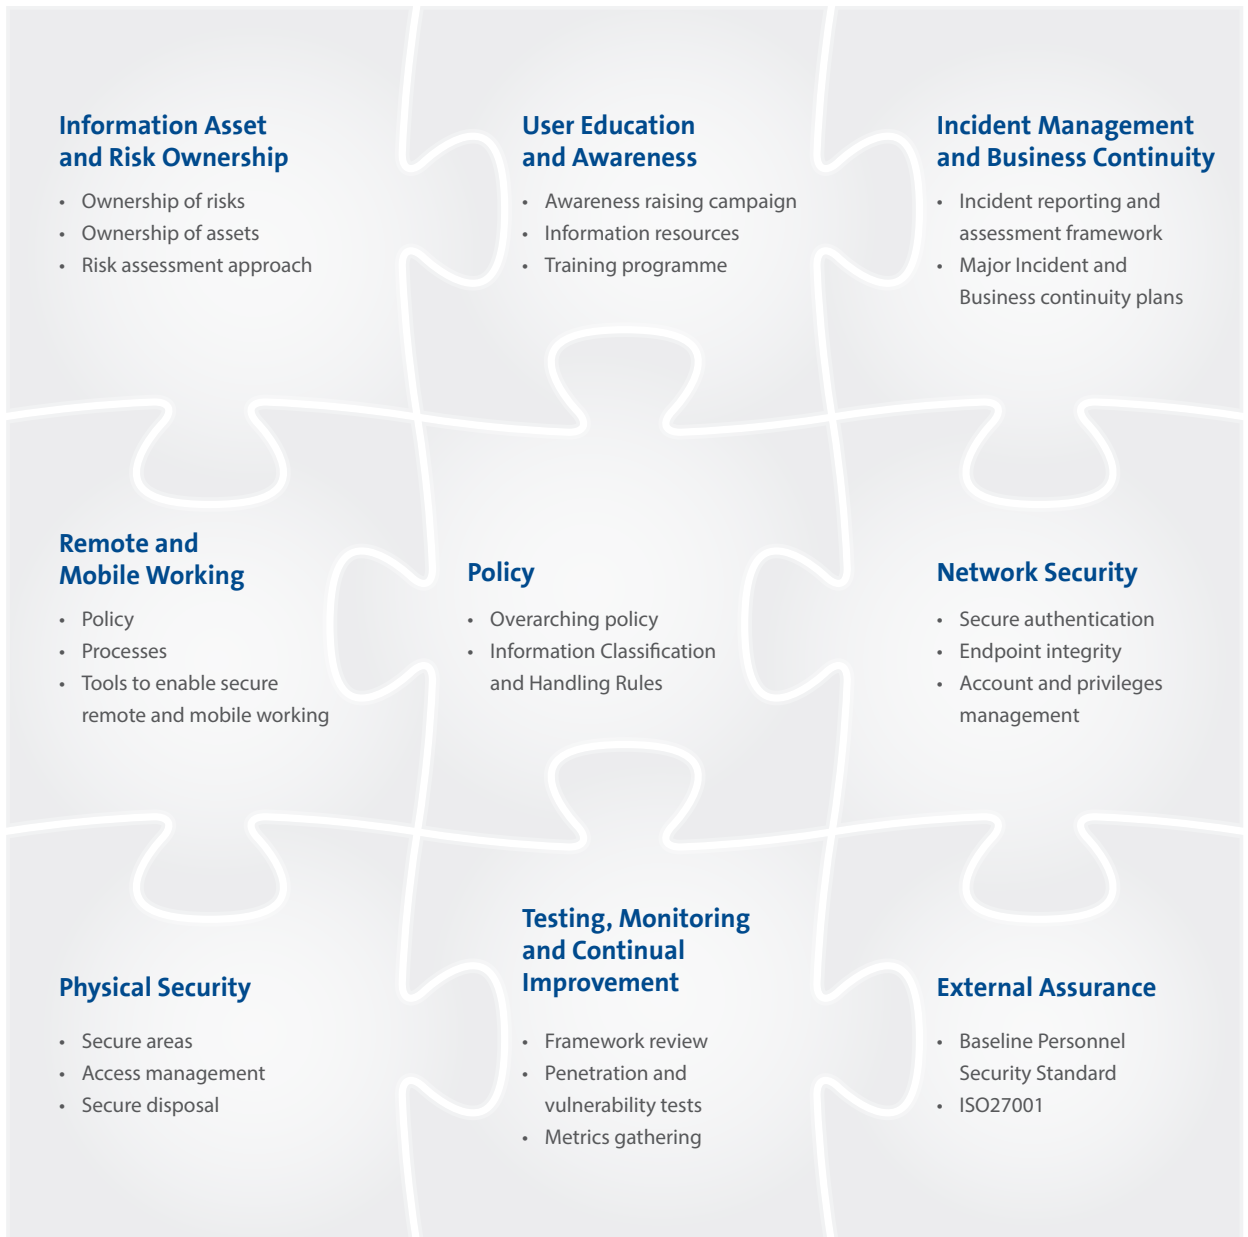 Information Asset
and Risk Ownership
• Ownership of risks
• Ownership of assets
• Risk assessment approach
User Education
and Awareness
• Awareness raising campaign
• Information resources
• Training programme
Incident Management
and Business Continuity
• Incident reporting and
assessment framework
• Major Incident and
Business continuity plans
Remote and
Mobile Working
• Policy
• Processes
• Tools to enable secure
remote and mobile working
Policy
• Overarching policy
• Information Classification
and Handling Rules
Network Security
• Secure authentication
• Endpoint integrity
• Account and privileges
management
Physical Security
• Secure areas
• Access management
• Secure disposal
Testing, Monitoring
and Continual
Improvement
• Framework review
• Penetration and
vulnerability tests
• Metrics gathering
External Assurance
• Baseline Personnel
Security Standard
• ISO27001